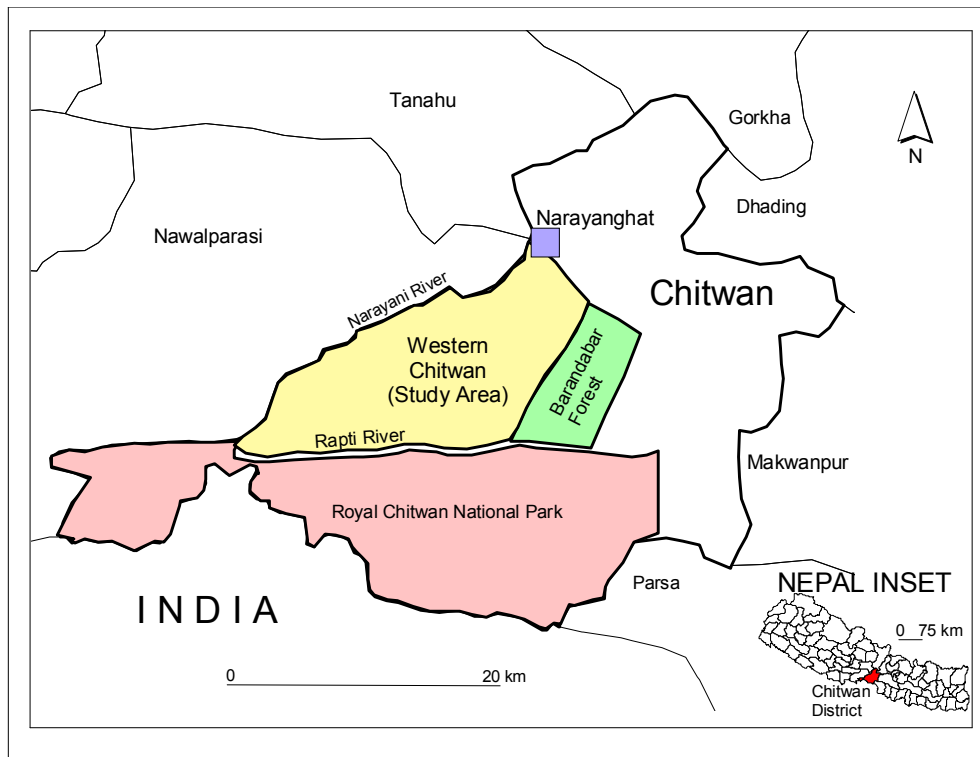 Tanahu
Gorkha
N
Dhading
Narayanghat
Nawalparasi
Chitwan
Narayani River
Western
Chitwan
(Study Area)
Barandabar
Forest
Rapti River
Makwanpur
Royal Chitwan National Park
Parsa
NEPAL INSET
INDIA
0 75 km
0 20 km
Chitwan
District